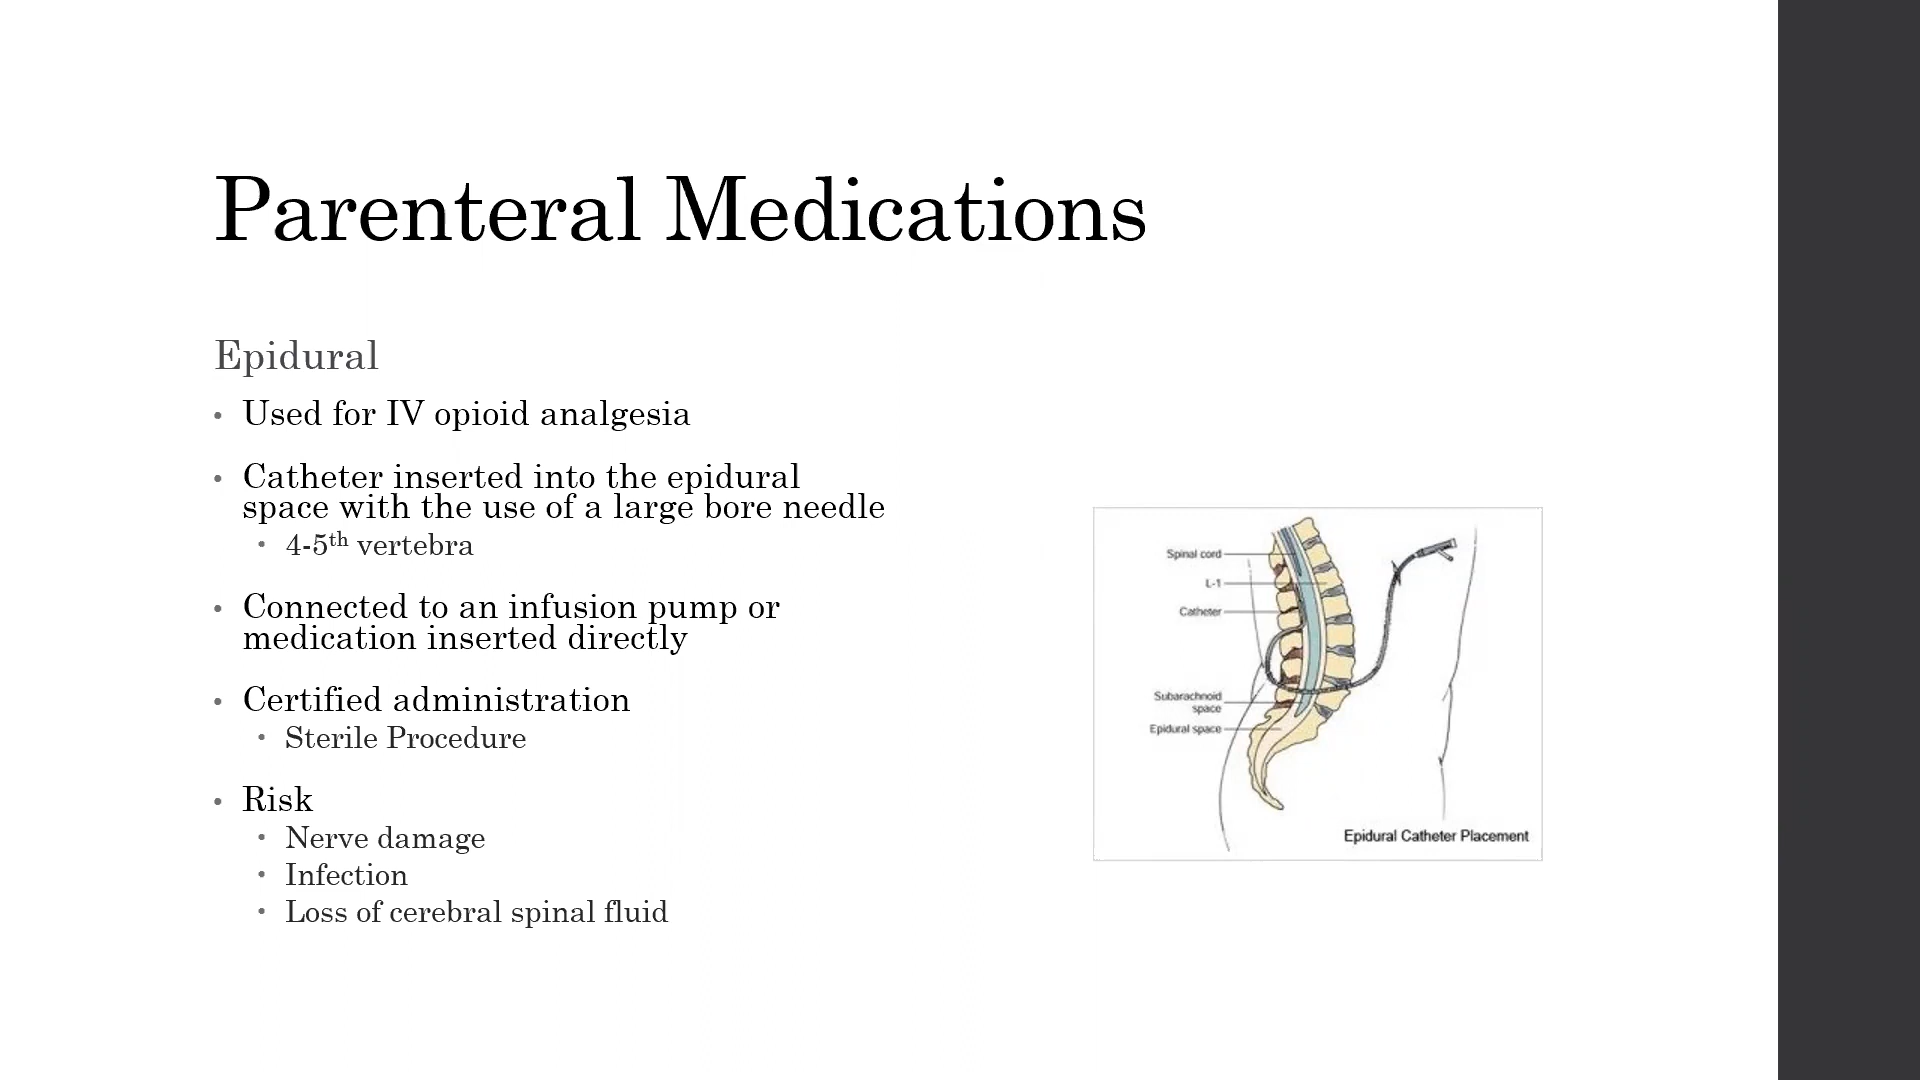 Parenteral Medications
Epidural
• Used for IV opioid analgesia
• Catheter inserted into the epidural
space with the use of a large bore needle
• 4-5th vertebra
• Connected to an infusion pump or
medication inserted directly
• Certified administration
• Sterile Procedure
• Risk
• Nerve damage
• Infection
• Loss of cerebral spinal fluid
Spinal cord
L-1
Catheter
Subarachnoid
space
Epidural space
Epidural Catheter Placement